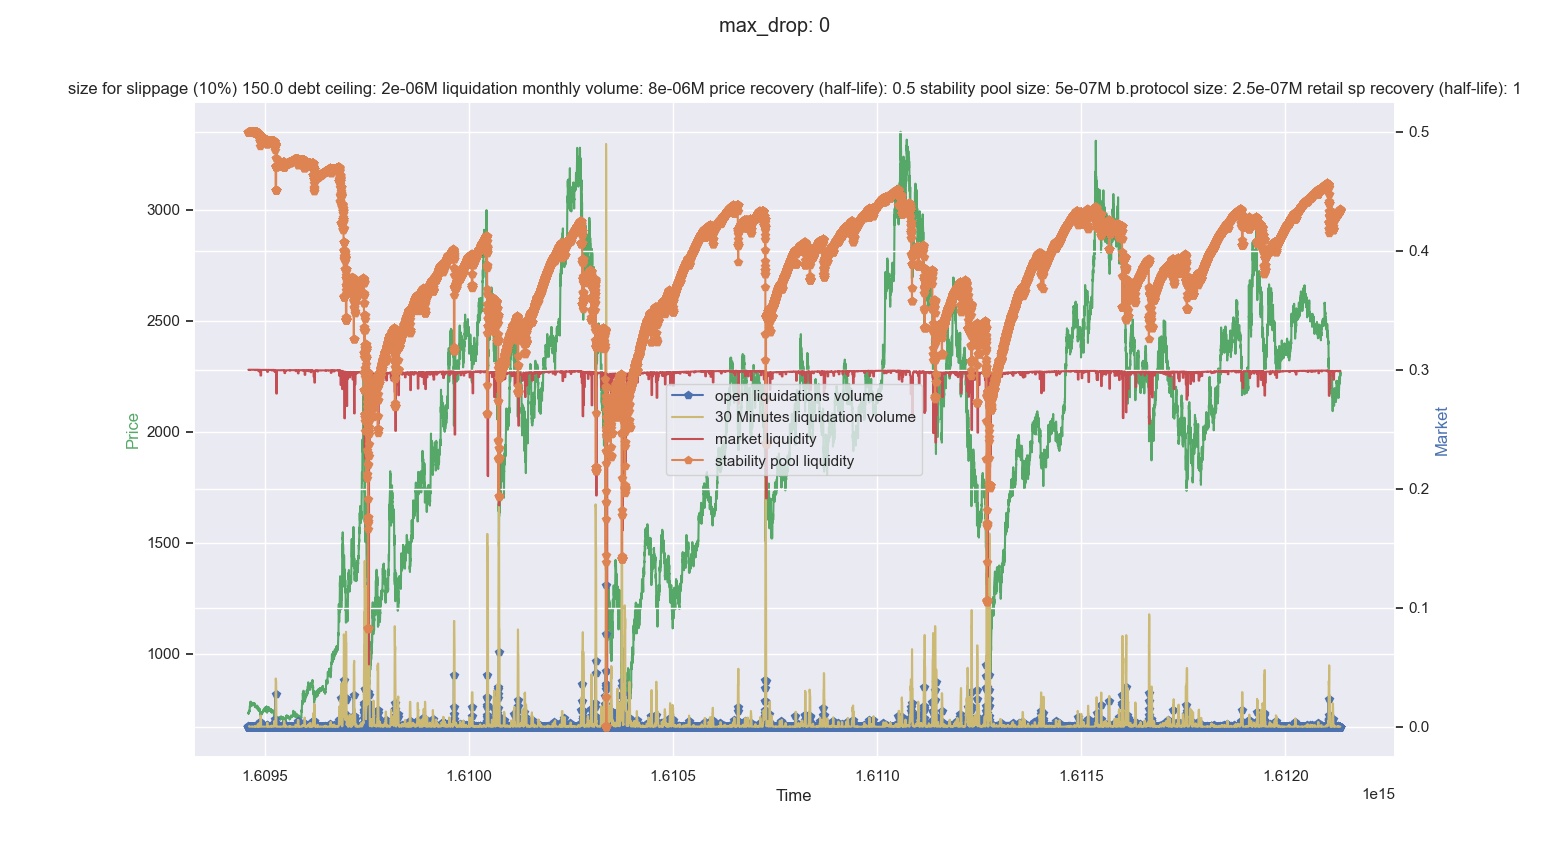 max_drop: 0
size for slippage (10%) 150.0 debt ceiling: 2e-06M liquidation monthly volume: 8e-06M price recovery (half-life): 0.5 stability pool size: 5e-07M b.protocol size: 2.5e-07M retail sp recovery (half-life): 1
3000
2500
2000
1500
1000
Price
open liquidations volume
30 Minutes liquidation volume
market liquidity
stability pool liquidity
0.5
0.4
0.3
0.2
0.1
0.0
Market
1.6095
1.6100
1.6105
1.6110
1.6115
1.6120
Time
1e15